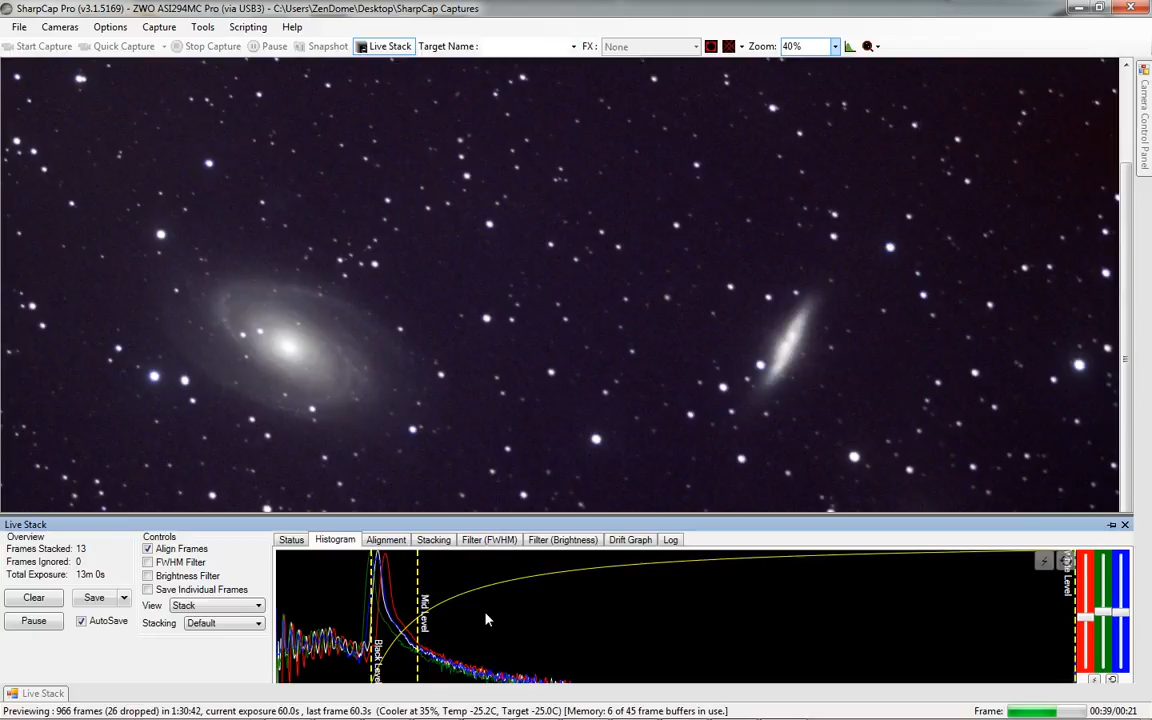 SharpCap Pro (v3.1.5169) - ZWO ASI294MC Pro (via USB3) - C:\Users\ZenDome\Desktop\SharpCap Captures
File Cameras Options Capture Tools Scripting Help
Start Capture Quick Capture Stop Capture Pause Snapshot Live Stack Target Name : FX : None Zoom: 40%
Camera Control Panel
Live Stack
Overview
Frames Stacked: 13
Frames Ignored: 0
Total Exposure: 13m 0s
Clear Save
Pause AutoSave
Controls
Align Frames
FWHM Filter
Brightness Filter
Save Individual Frames
View Stack
Stacking Default
Status Histogram Alignment Stacking Filter (FWHM) Filter (Brightness) Drift Graph Log
Black Level
Mid Level
White Level
Live Stack
Previewing : 966 frames (26 dropped) in 1:30:42, current exposure 60.0s , last frame 60.3s (Cooler at 35%, Temp -25.2C, Target -25.0C) [Memory: 6 of 45 frame buffers in use.] Frame: 00:39/00:21